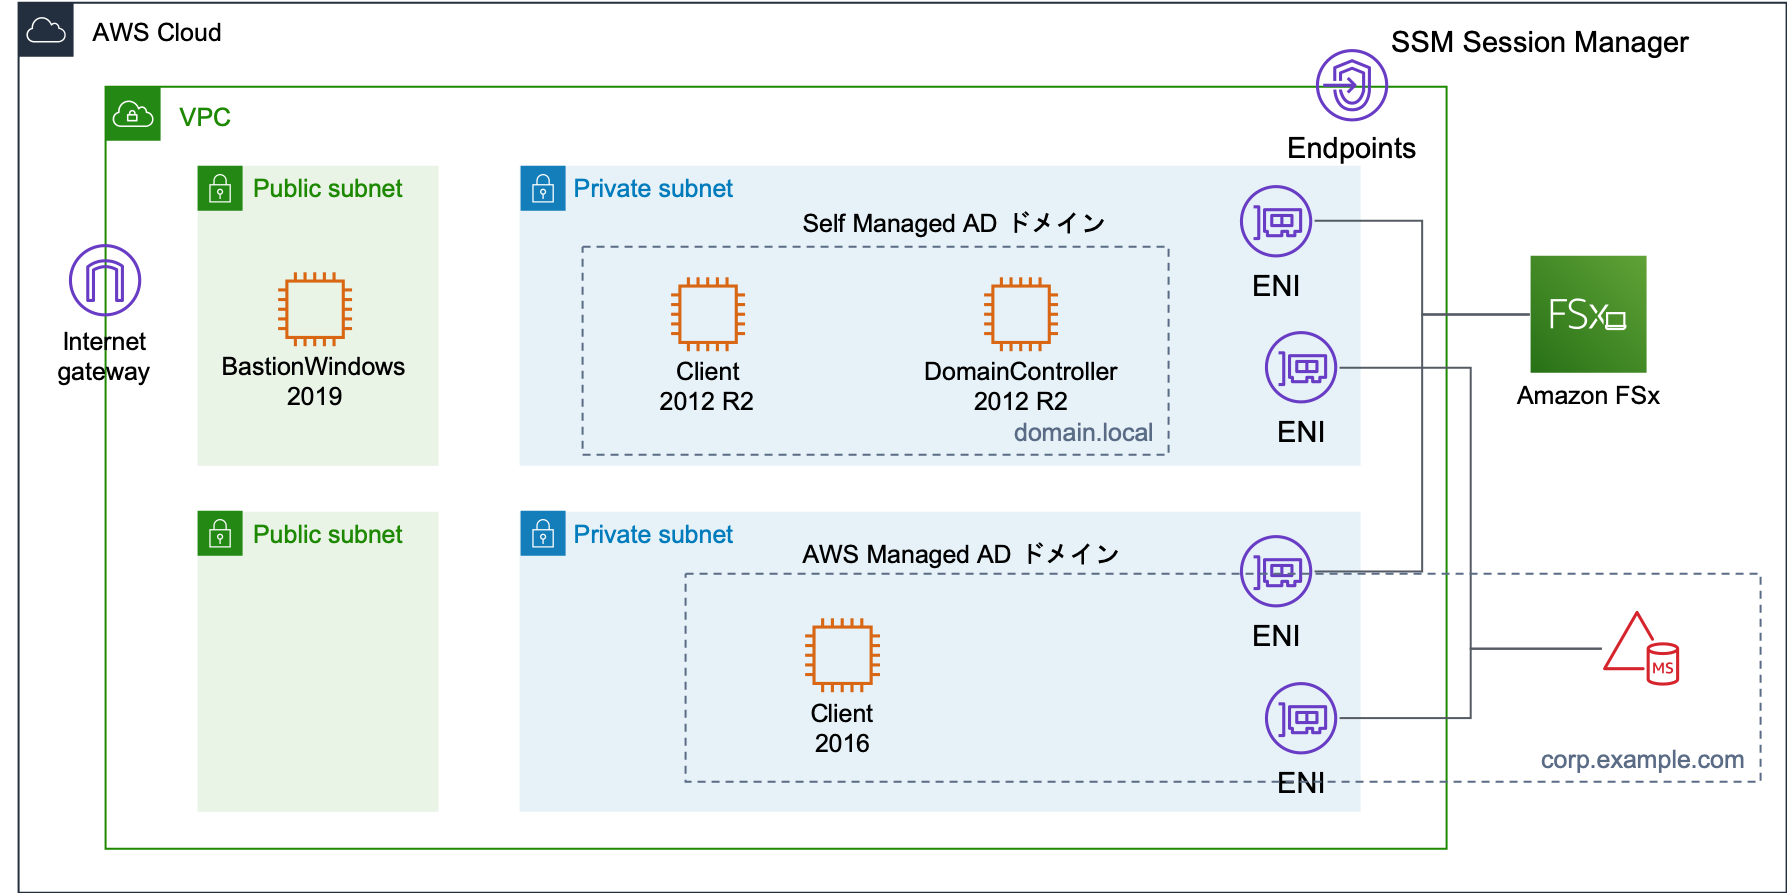 AWS Cloud
SSM Session Manager
VPC
Endpoints
Public subnet
Private subnet
Self Managed AD ドメイン
ENI
Internet
gateway
BastionWindows
2019
Client
2012 R2
DomainController
2012 R2
domain.local
ENI
FSx
Amazon FSx
Public subnet
Private subnet
AWS Managed AD ドメイン
ENI
Client
2016
MS
corp.example.com
ENI